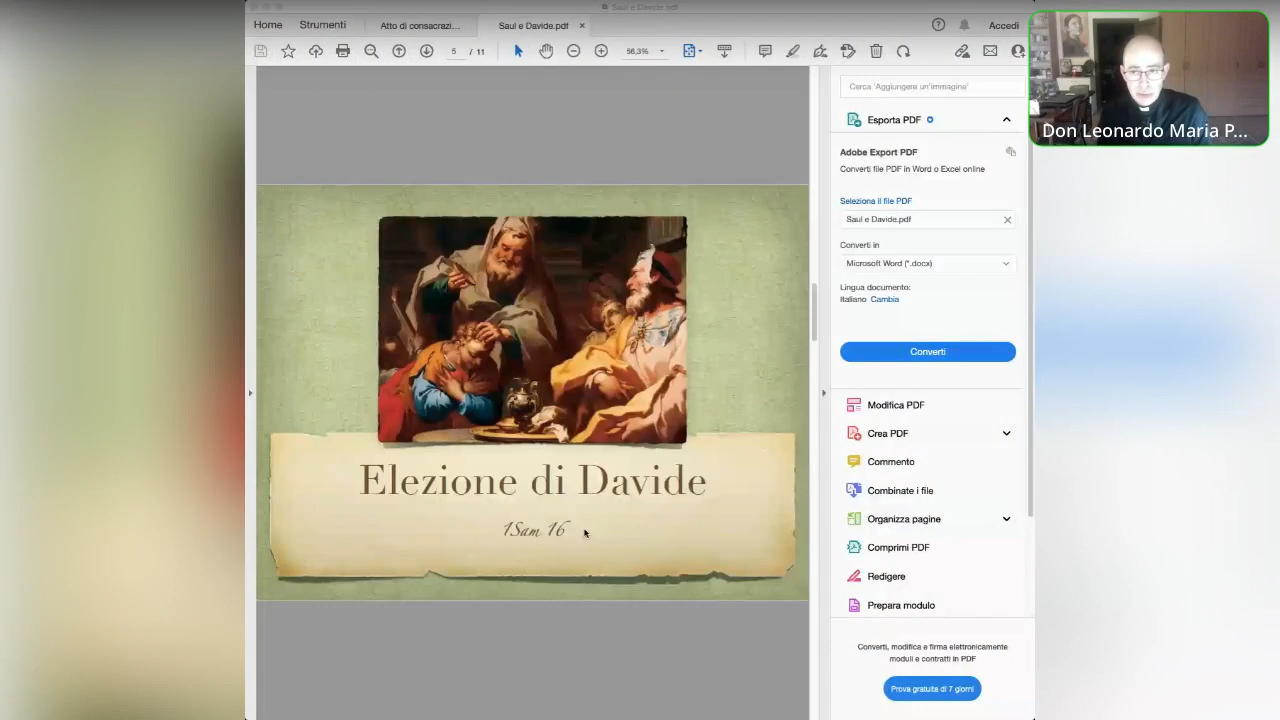 Saul e Davide.pdf
Home
Strumenti
Atto di consacrazi...
Saul e Davide.pdf
Accedi
5 / 11
56,3%
Cerca 'Aggiungere un'immagine'
Esporta PDF
Adobe Export PDF
Converti file PDF in Word o Excel online
Seleziona il file PDF
Saul e Davide.pdf
Converti in
Microsoft Word (*.docx)
Lingua documento:
Italiano Cambia
Converti
Modifica PDF
Crea PDF
Commento
Combinate i file
Organizza pagine
Comprimi PDF
Redigere
Prepara modulo
Converti, modifica e firma elettronicamente
moduli e contratti in PDF
Prova gratuita di 7 giorni
Elezione di Davide
1Sam 16
Don Leonardo Maria P...